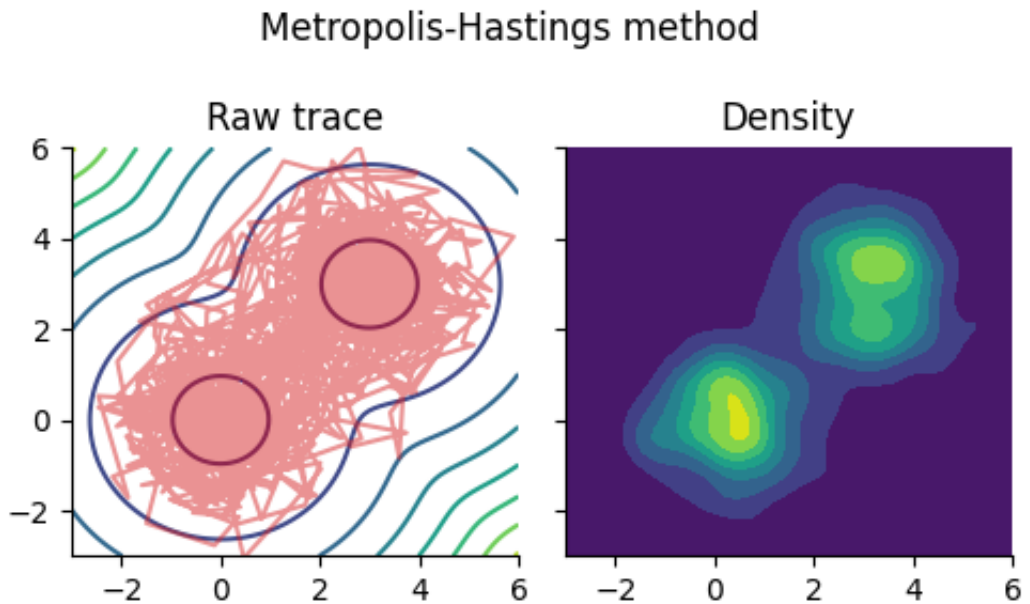 Metropolis-Hastings method
Raw trace
Density
6
4
2
0
−2
−2 0 2 4 6
−2 0 2 4 6